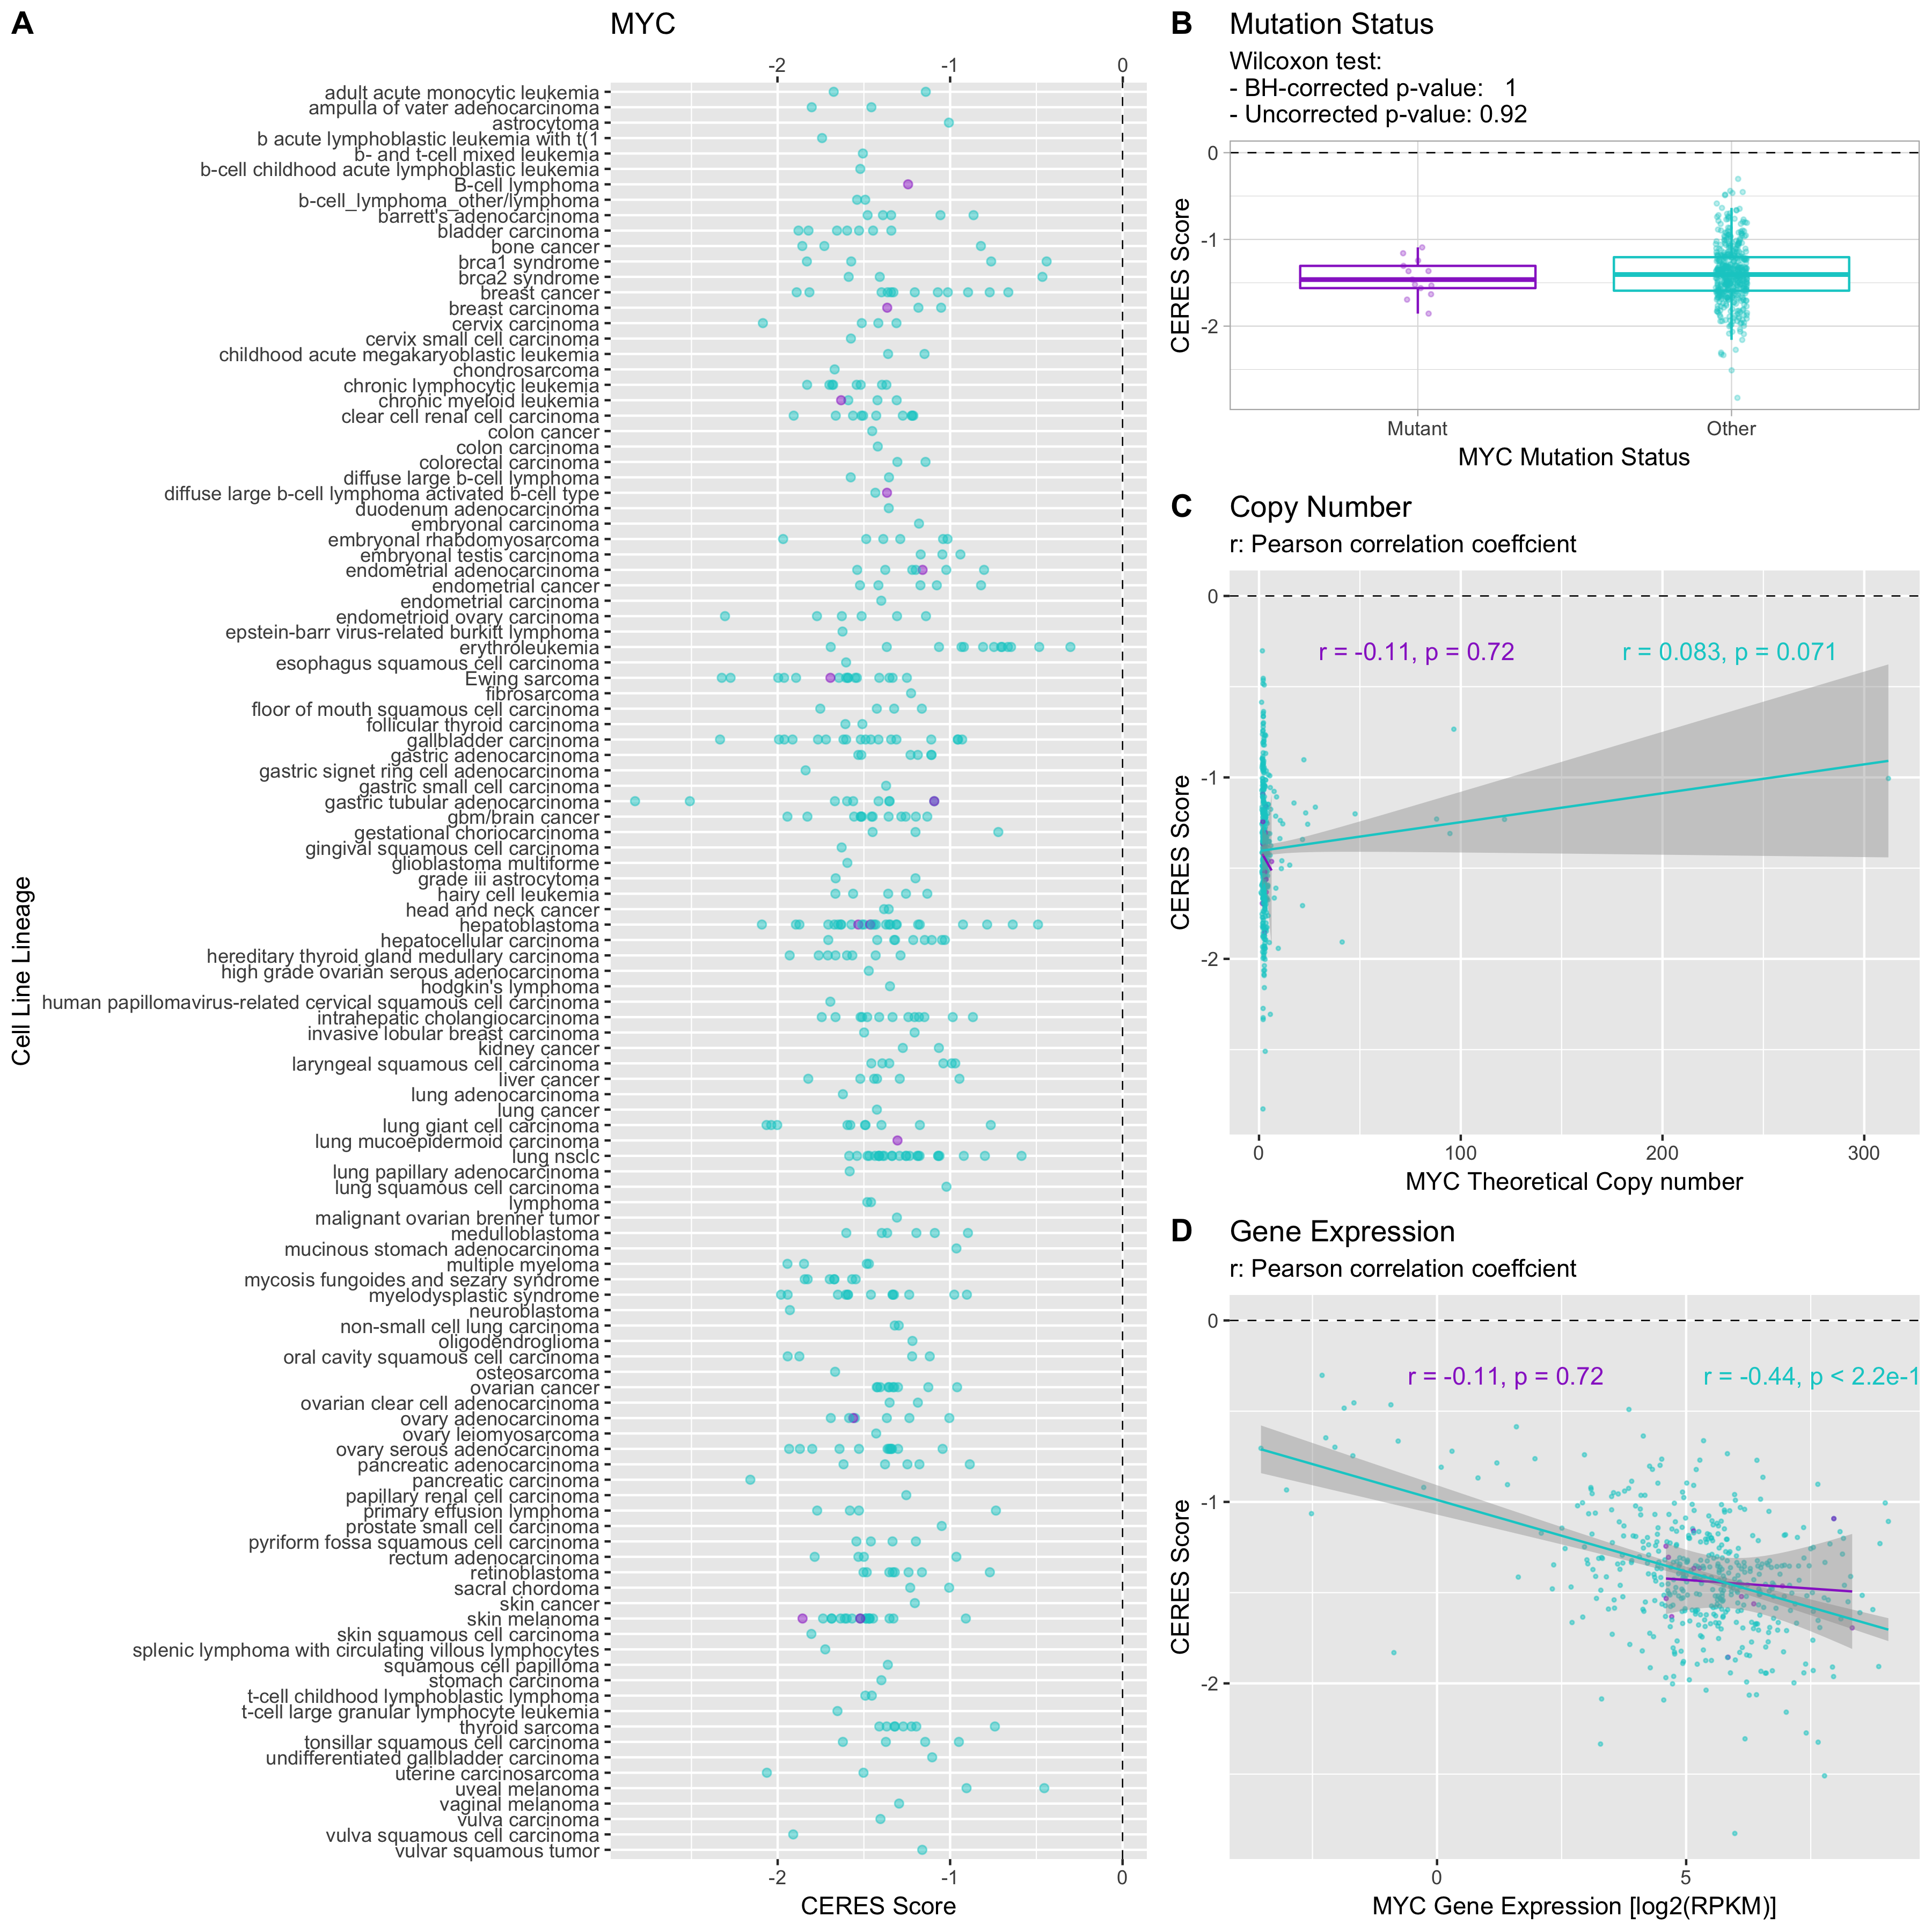 A
MYC
-2 -1 0
adult acute monocytic leukemia
ampulla of vater adenocarcinoma
astrocytoma
b acute lymphoblastic leukemia with t(1
b- and t-cell mixed leukemia
b-cell childhood acute lymphoblastic leukemia
B-cell lymphoma
b-cell_lymphoma_other/lymphoma
barrett's adenocarcinoma
bladder carcinoma
bone cancer
brca1 syndrome
brca2 syndrome
breast cancer
breast carcinoma
cervix carcinoma
cervix small cell carcinoma
childhood acute megakaryoblastic leukemia
chondrosarcoma
chronic lymphocytic leukemia
chronic myeloid leukemia
clear cell renal cell carcinoma
colon cancer
colon carcinoma
colorectal carcinoma
diffuse large b-cell lymphoma
diffuse large b-cell lymphoma activated b-cell type
duodenum adenocarcinoma
embryonal carcinoma
embryonal rhabdomyosarcoma
embryonal testis carcinoma
endometrial adenocarcinoma
endometrial cancer
endometrial carcinoma
endometrioid ovary carcinoma
epstein-barr virus-related burkitt lymphoma
erythroleukemia
esophagus squamous cell carcinoma
Ewing sarcoma
fibrosarcoma
floor of mouth squamous cell carcinoma
follicular thyroid carcinoma
gallbladder carcinoma
gastric adenocarcinoma
gastric signet ring cell adenocarcinoma
gastric small cell carcinoma
gastric tubular adenocarcinoma
gbm/brain cancer
gestational choriocarcinoma
gingival squamous cell carcinoma
glioblastoma multiforme
grade iii astrocytoma
hairy cell leukemia
head and neck cancer
hepatoblastoma
hepatocellular carcinoma
hereditary thyroid gland medullary carcinoma
high grade ovarian serous adenocarcinoma
hodgkin's lymphoma
human papillomavirus-related cervical squamous cell carcinoma
intrahepatic cholangiocarcinoma
invasive lobular breast carcinoma
kidney cancer
laryngeal squamous cell carcinoma
liver cancer
lung adenocarcinoma
lung cancer
lung giant cell carcinoma
lung mucoepidermoid carcinoma
lung nsclc
lung papillary adenocarcinoma
lung squamous cell carcinoma
lymphoma
malignant ovarian brenner tumor
medulloblastoma
mucinous stomach adenocarcinoma
multiple myeloma
mycosis fungoides and sezary syndrome
myelodysplastic syndrome
neuroblastoma
non-small cell lung carcinoma
oligodendroglioma
oral cavity squamous cell carcinoma
osteosarcoma
ovarian cancer
ovarian clear cell adenocarcinoma
ovary adenocarcinoma
ovary leiomyosarcoma
ovary serous adenocarcinoma
pancreatic adenocarcinoma
pancreatic carcinoma
papillary renal cell carcinoma
primary effusion lymphoma
prostate small cell carcinoma
pyriform fossa squamous cell carcinoma
rectum adenocarcinoma
retinoblastoma
sacral chordoma
skin cancer
skin melanoma
skin squamous cell carcinoma
splenic lymphoma with circulating villous lymphocytes
squamous cell papilloma
stomach carcinoma
t-cell childhood lymphoblastic lymphoma
t-cell large granular lymphocyte leukemia
thyroid sarcoma
tonsillar squamous cell carcinoma
undifferentiated gallbladder carcinoma
uterine carcinosarcoma
uveal melanoma
vaginal melanoma
vulva carcinoma
vulva squamous cell carcinoma
vulvar squamous tumor
Cell Line Lineage
-2 -1 0
CERES Score
B Mutation Status
Wilcoxon test:
- BH-corrected p-value: 1
- Uncorrected p-value: 0.92
0
-1
-2
CERES Score
Mutant Other
MYC Mutation Status
C Copy Number
r: Pearson correlation coeffcient
r = -0.11, p = 0.72 r = 0.083, p = 0.071
0
-1
-2
CERES Score
0 100 200 300
MYC Theoretical Copy number
D Gene Expression
r: Pearson correlation coeffcient
r = -0.11, p = 0.72 r = -0.44, p < 2.2e-1
0
-1
-2
CERES Score
0 5
MYC Gene Expression [log2(RPKM)]